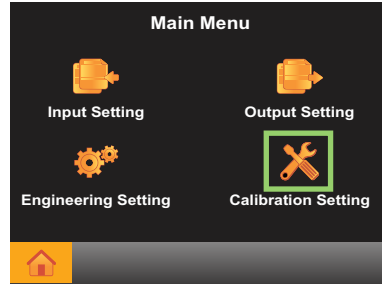 Main Menu
Input Setting
Output Setting
Engineering Setting
Calibration Setting